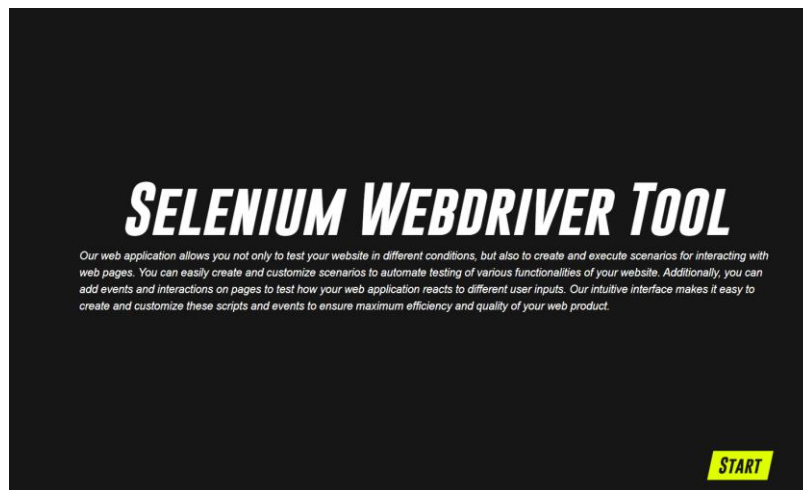 Selenium Webdriver Tool
Our web application allows you not only to test your website in different conditions, but also to create and execute scenarios for interacting with
web pages. You can easily create and customize scenarios to automate testing of various functionalities of your website. Additionally, you can
add events and interactions on pages to test how your web application reacts to different user inputs. Our intuitive interface makes it easy to
create and customize these scripts and events to ensure maximum efficiency and quality of your web product.
Start